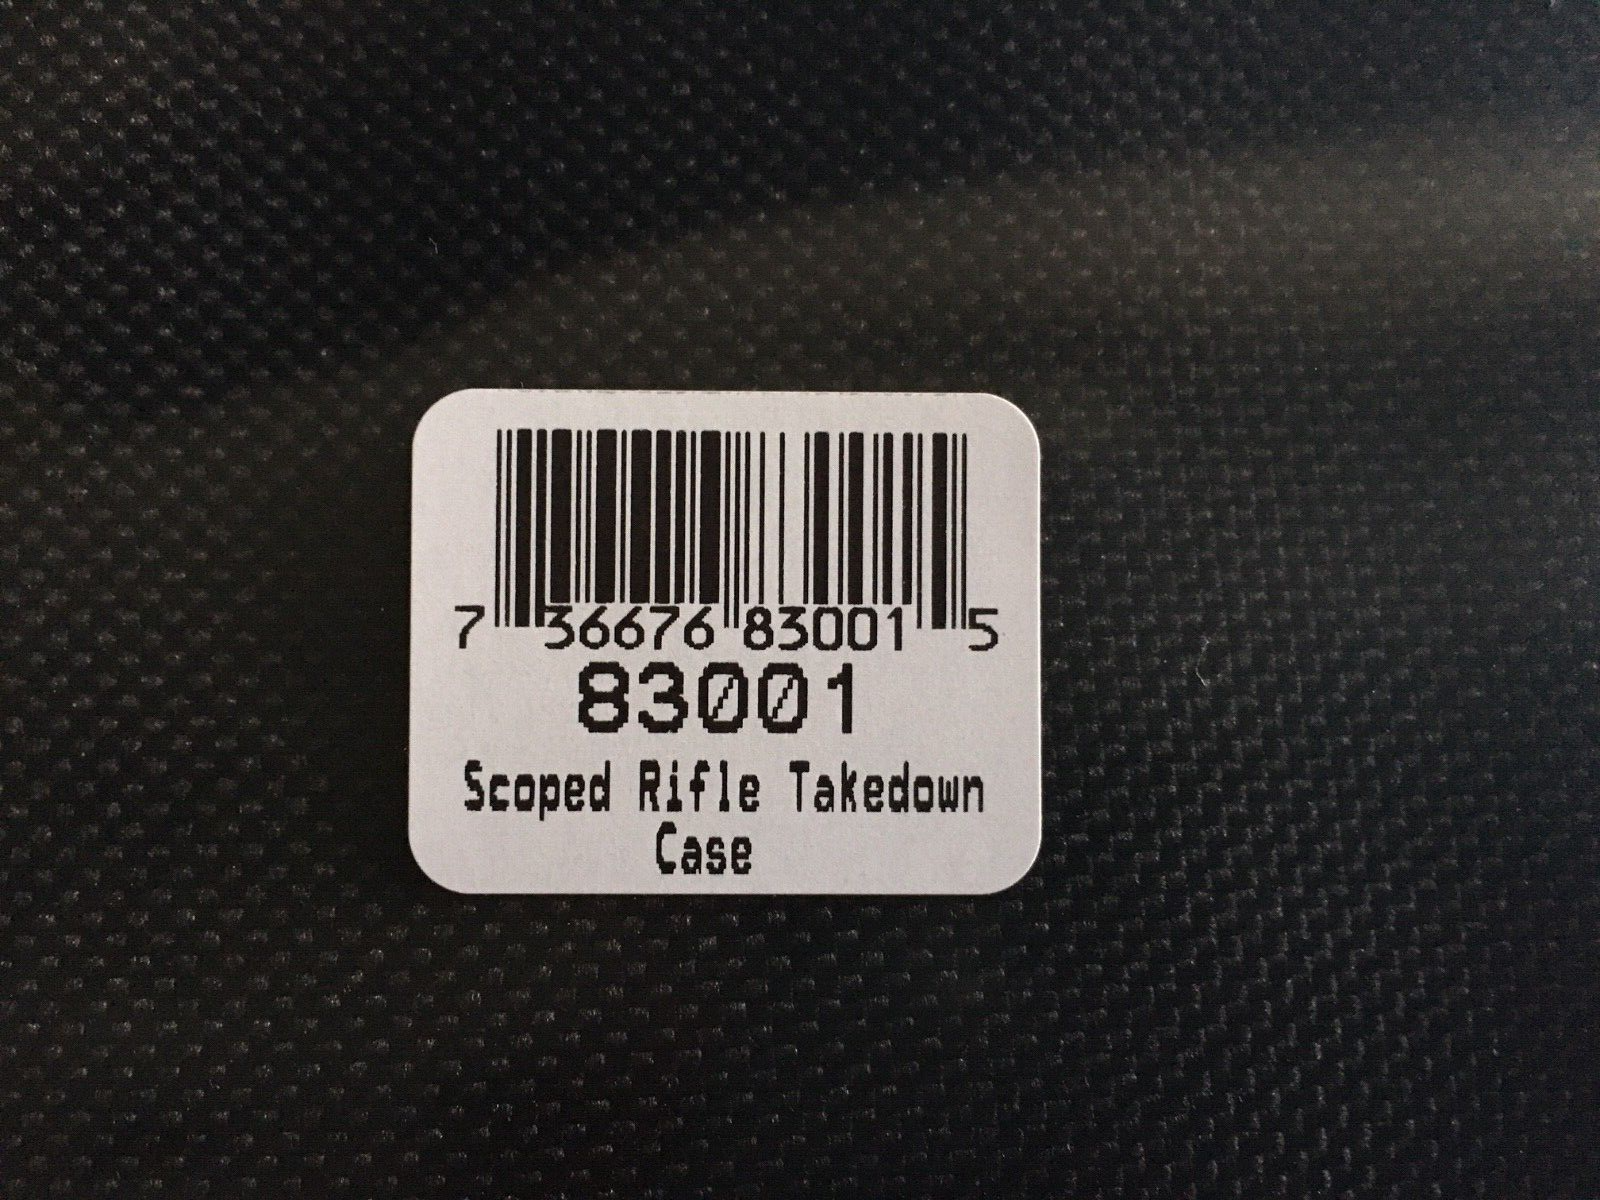 7 36676 83001 5
83001
Scoped Rifle Takedown
Case